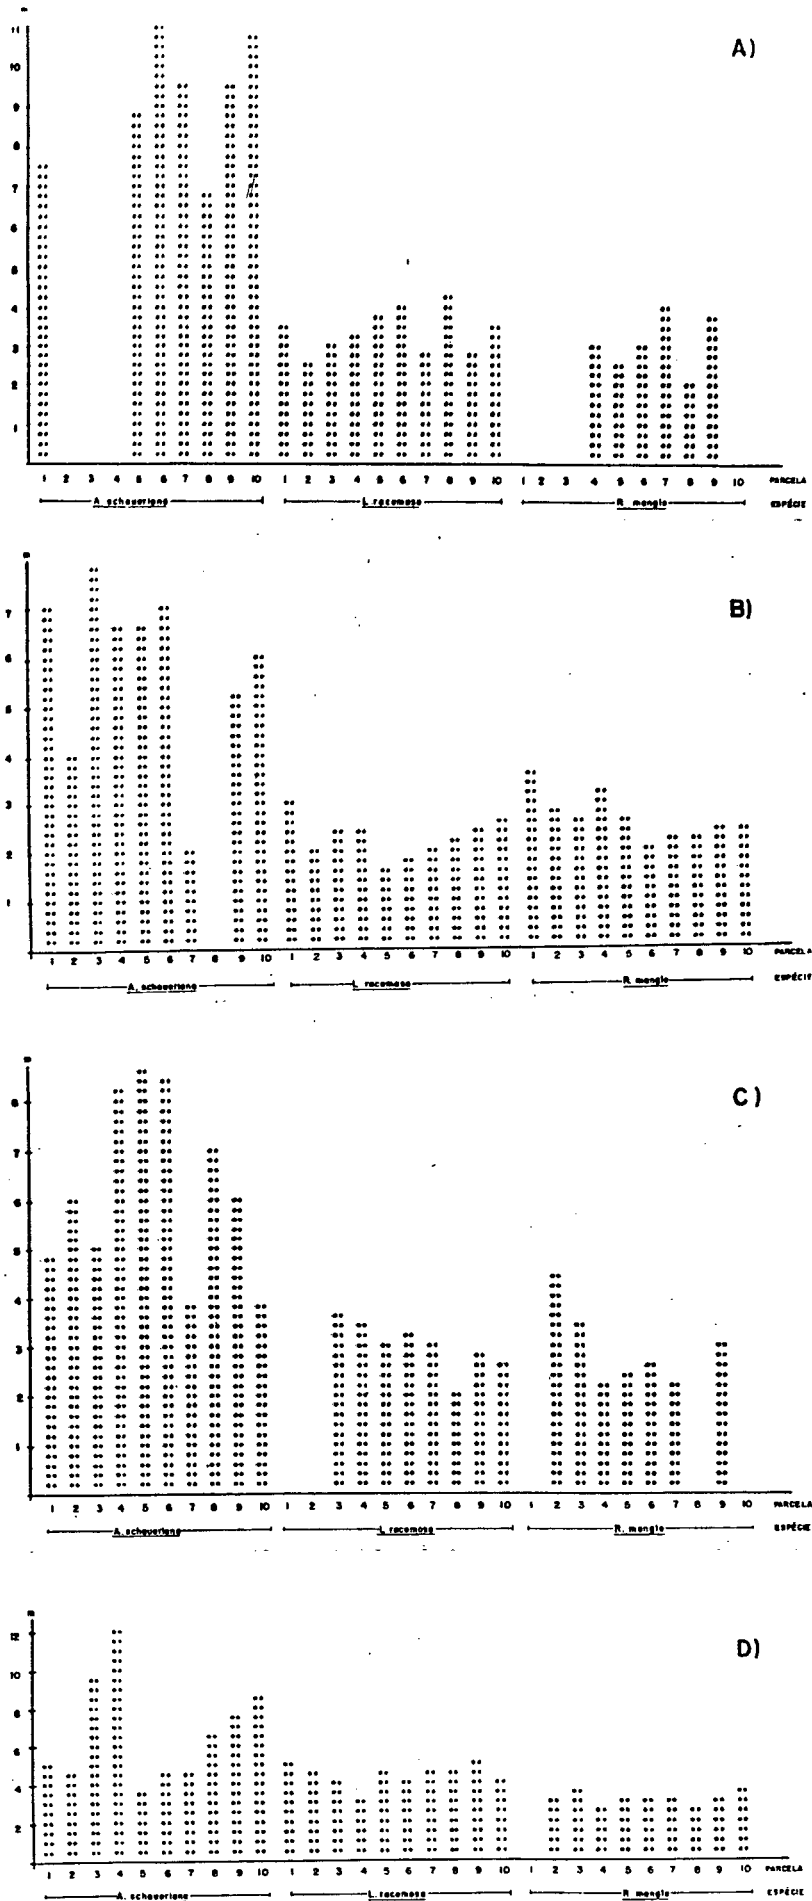 m
11
A)
10
9
8
7
6
5
4
3
2
1
1 2 3 4 5 6 7 8 9 10 1 2 3 4 5 6 7 8 9 10 1 2 3 4 5 6 7 8 9 10 PARCELA
A. schaueriana L. racemosa R. mangle ESPÉCIE
m
B)
7
6
5
4
3
2
1
1 2 3 4 5 6 7 8 9 10 1 2 3 4 5 6 7 8 9 10 1 2 3 4 5 6 7 8 9 10 PARCELA
A. schaueriana L. racemosa R. mangle ESPÉCIE
m
C)
8
7
6
5
4
3
2
1
1 2 3 4 5 6 7 8 9 10 1 2 3 4 5 6 7 8 9 10 1 2 3 4 5 6 7 8 9 10 PARCELA
A. schaueriana L. racemosa R. mangle ESPÉCIE
m
12
D)
10
8
6
4
2
1 2 3 4 5 6 7 8 9 10 1 2 3 4 5 6 7 8 9 10 1 2 3 4 5 6 7 8 9 10 PARCELA
A. schaueriana L. racemosa R. mangle ESPÉCIE